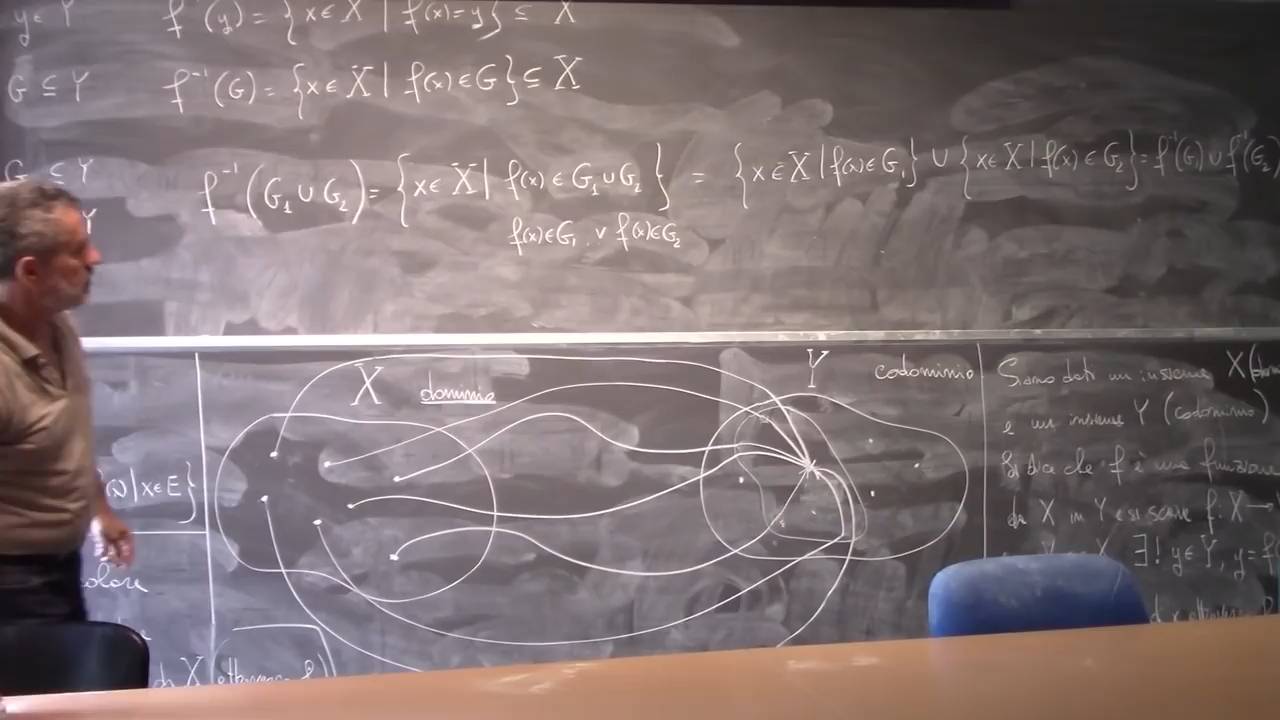 y ∈ Y f⁻¹(y) = {x ∈ X | f(x) = y} ⊆ X
G ⊆ Y f⁻¹(G) = {x ∈ X | f(x) ∈ G} ⊆ X
G ⊆ Y
Y
f⁻¹(G₁ ∪ G₂) = {x ∈ X | f(x) ∈ G₁ ∪ G₂} = {x ∈ X | f(x) ∈ G₁} ∪ {x ∈ X | f(x) ∈ G₂} = f⁻¹(G₁) ∪ f⁻¹(G₂)
f(x) ∈ G₁ ∨ f(x) ∈ G₂
| x ∈ E}
X dominio
Y codominio
Siano dati un insieme X
e un insieme Y (codominio)
Si dice che f è una funzione
da X in Y e si scrive f: X →
∃! y ∈ Y, y =
di X